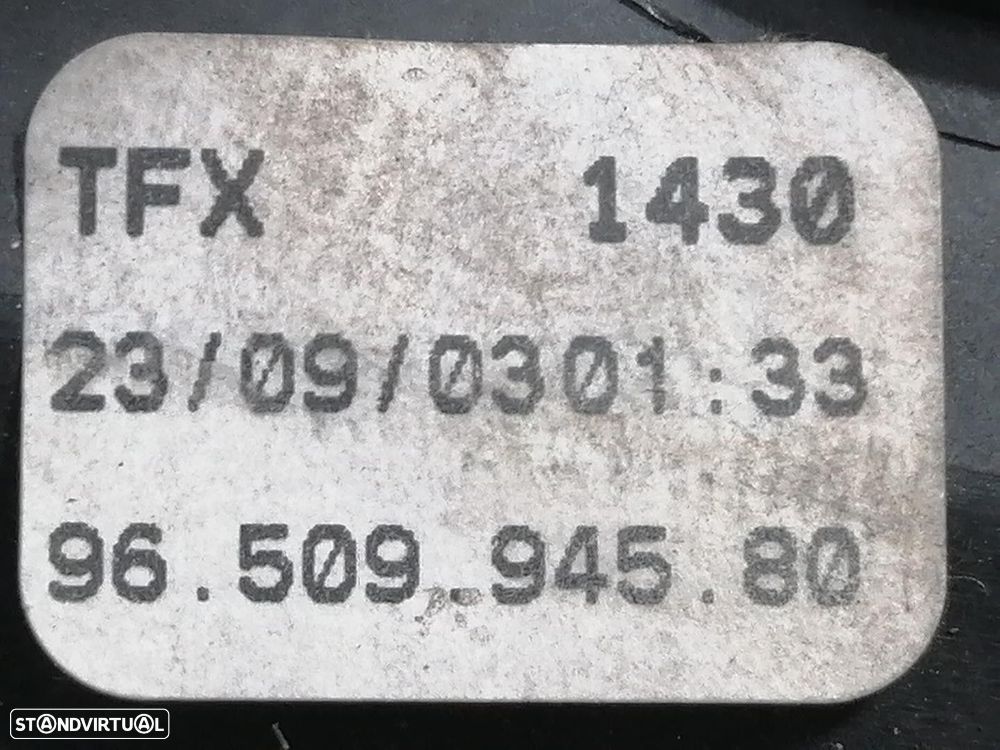 TFX 1430
23/09/0301:33
96.509.945.80
STANDVIRTUAL